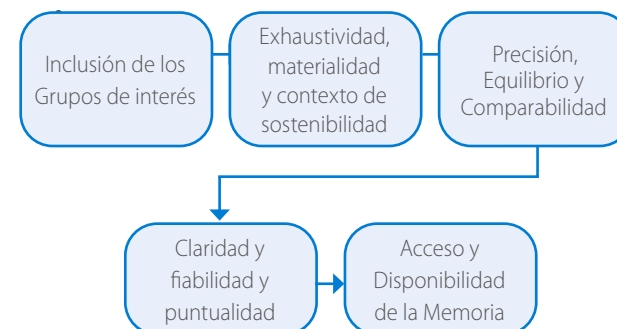 Inclusión de los
Grupos de interés
Exhaustividad,
materialidad
y contexto de
sostenibilidad
Precisión,
Equilibrio y
Comparabilidad
Claridad y
fiabilidad y
puntualidad
Acceso y
Disponibilidad
de la Memoria